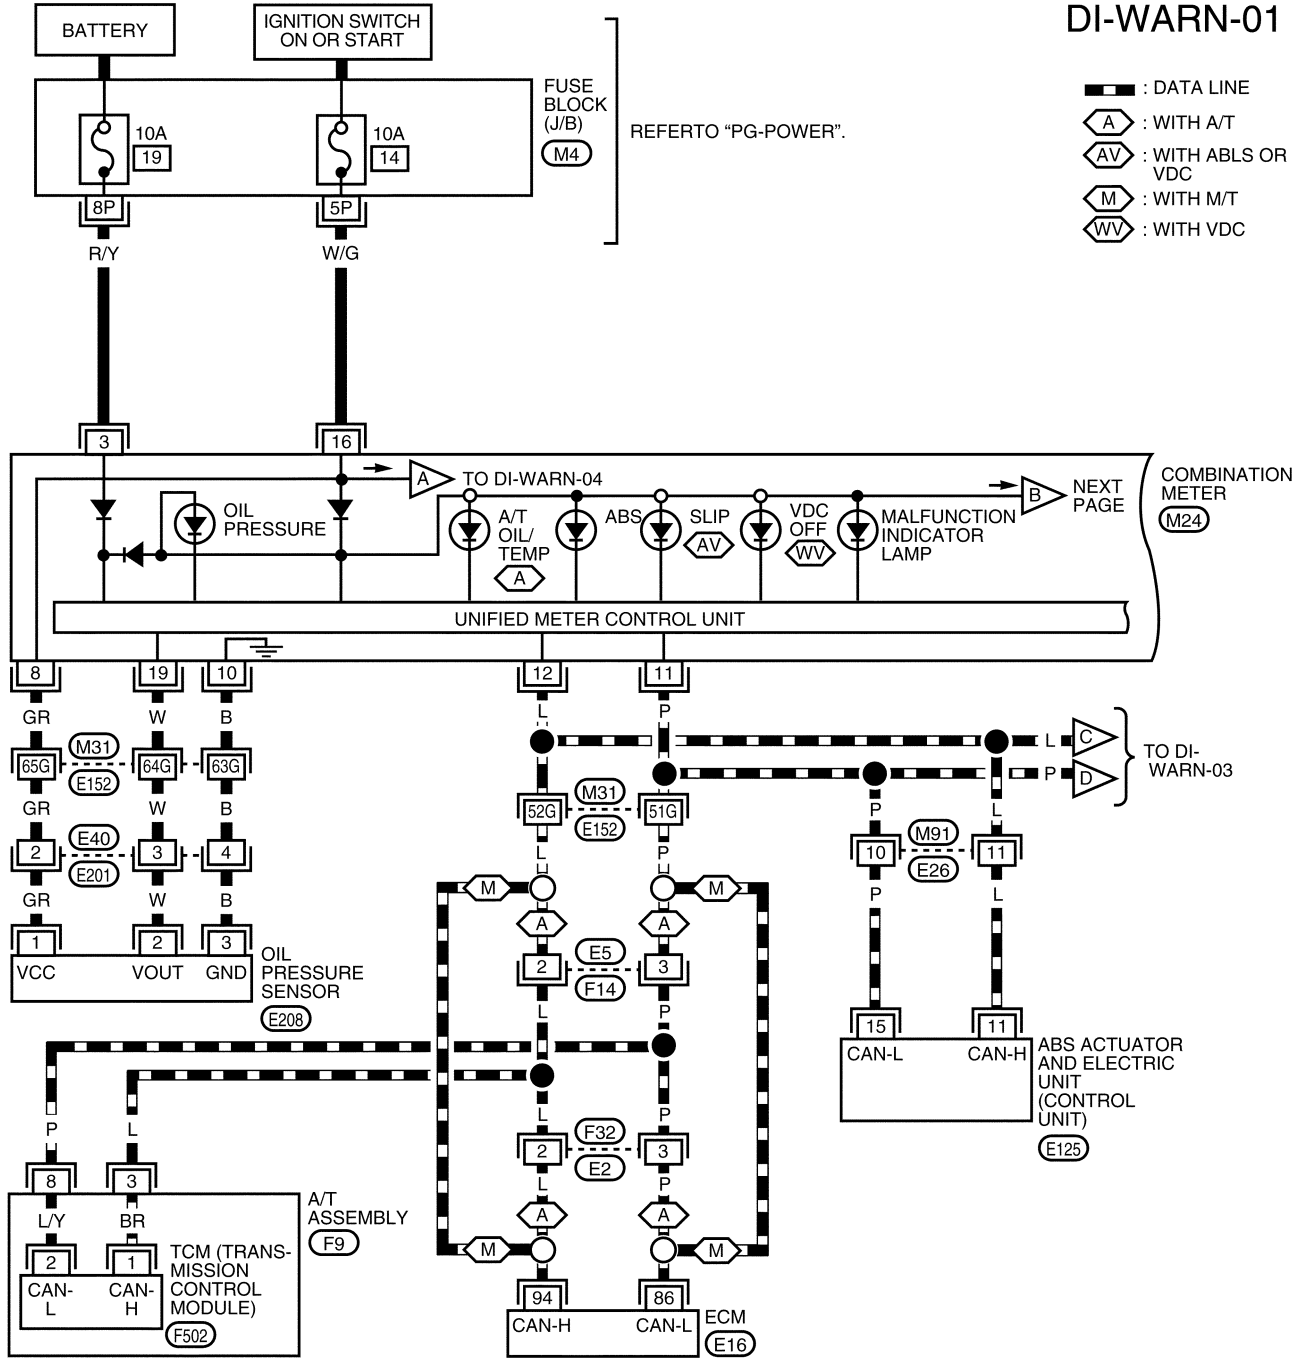 DI-WARN-01
BATTERY
IGNITION SWITCH
ON OR START
FUSE
BLOCK
(J/B)
M4
REFERTO “PG-POWER”.
10A
19
10A
14
8P
5P
R/Y
W/G
: DATA LINE
A : WITH A/T
AV : WITH ABLS OR
VDC
M : WITH M/T
WV : WITH VDC
3
16
A
TO DI-WARN-04
B
NEXT
PAGE
COMBINATION
METER
M24
OIL
PRESSURE
A/T
OIL/
TEMP
A
ABS
SLIP
AV
VDC
OFF
WV
MALFUNCTION
INDICATOR
LAMP
UNIFIED METER CONTROL UNIT
8
19
10
12
11
GR
W
B
L
P
M31
65G
64G
63G
E152
GR
W
B
E40
2
3
4
E201
GR
W
B
1
2
3
VCC
VOUT
GND
OIL
PRESSURE
SENSOR
E208
L
C
P
D
TO DI-
WARN-03
M31
52G
51G
E152
L
P
P
L
M91
10
11
E26
P
L
M
M
A
A
E5
2
3
F14
L
P
15
11
CAN-L
CAN-H
ABS ACTUATOR
AND ELECTRIC
UNIT
(CONTROL
UNIT)
E125
P
L
L
P
F32
2
3
E2
L
P
A
A
M
M
8
3
A/T
ASSEMBLY
F9
L/Y
BR
2
1
CAN-
L
CAN-
H
TCM (TRANS-
MISSION
CONTROL
MODULE)
F502
94
86
CAN-H
CAN-L
ECM
E16